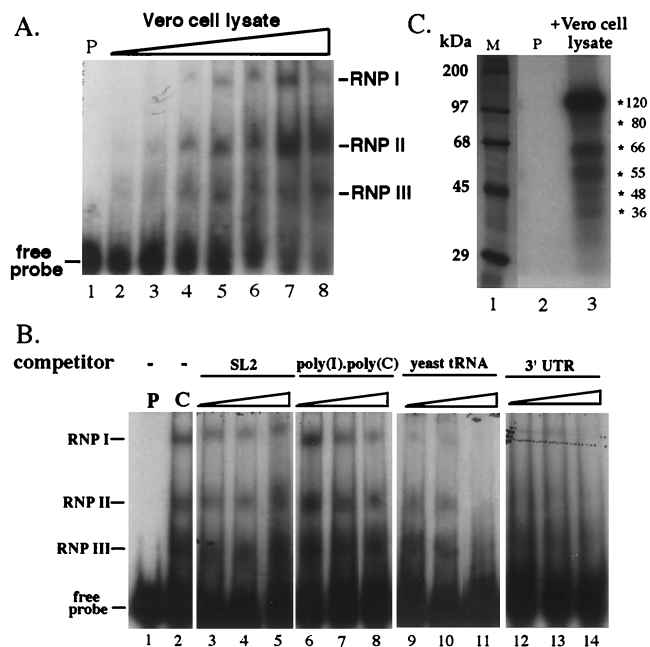 A.
Vero cell lysate
P
RNP I
RNP II
RNP III
free
probe
1 2 3 4 5 6 7 8
C.
+Vero cell
lysate
kDa M P
200
97
68
45
29
* 120
* 80
* 66
* 55
* 48
* 36
1 2 3
B.
competitor - - SL2 poly(I).poly(C) yeast tRNA 3' UTR
P C
RNP I
RNP II
RNP III
free
probe
1 2 3 4 5 6 7 8 9 10 11 12 13 14